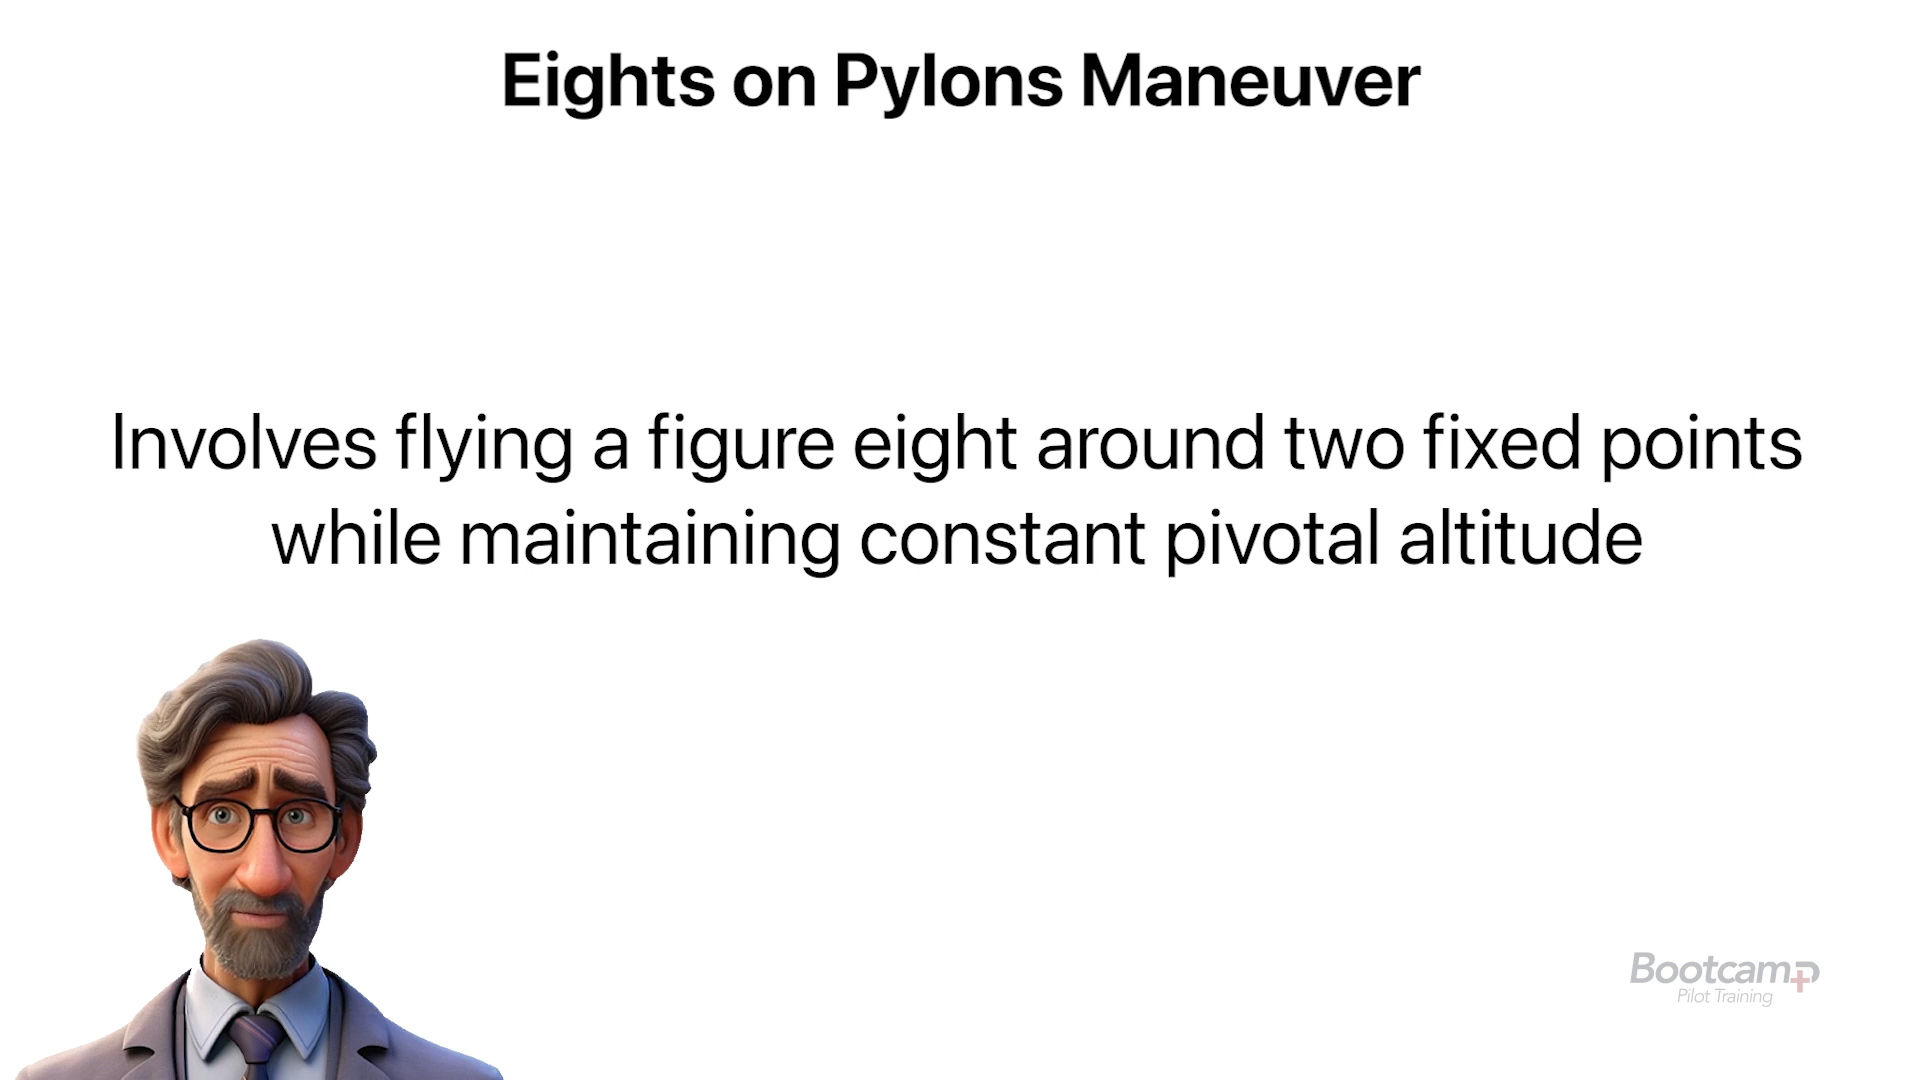 Eights on Pylons Maneuver
Involves flying a figure eight around two fixed points
while maintaining constant pivotal altitude
Bootcamp
Pilot Training